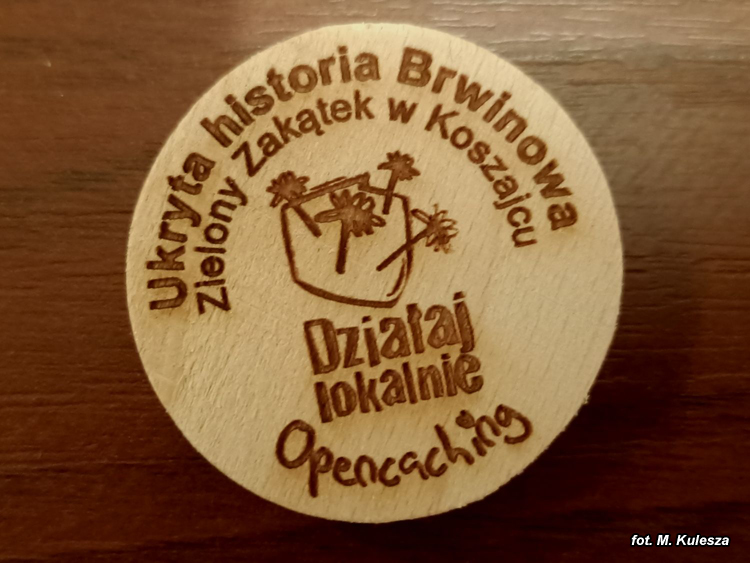 Ukryta historia Brwinowa
Zielony Zakątek w Koszajcu
Działaj
lokalnie
Opencaching
fot. M. Kulesza